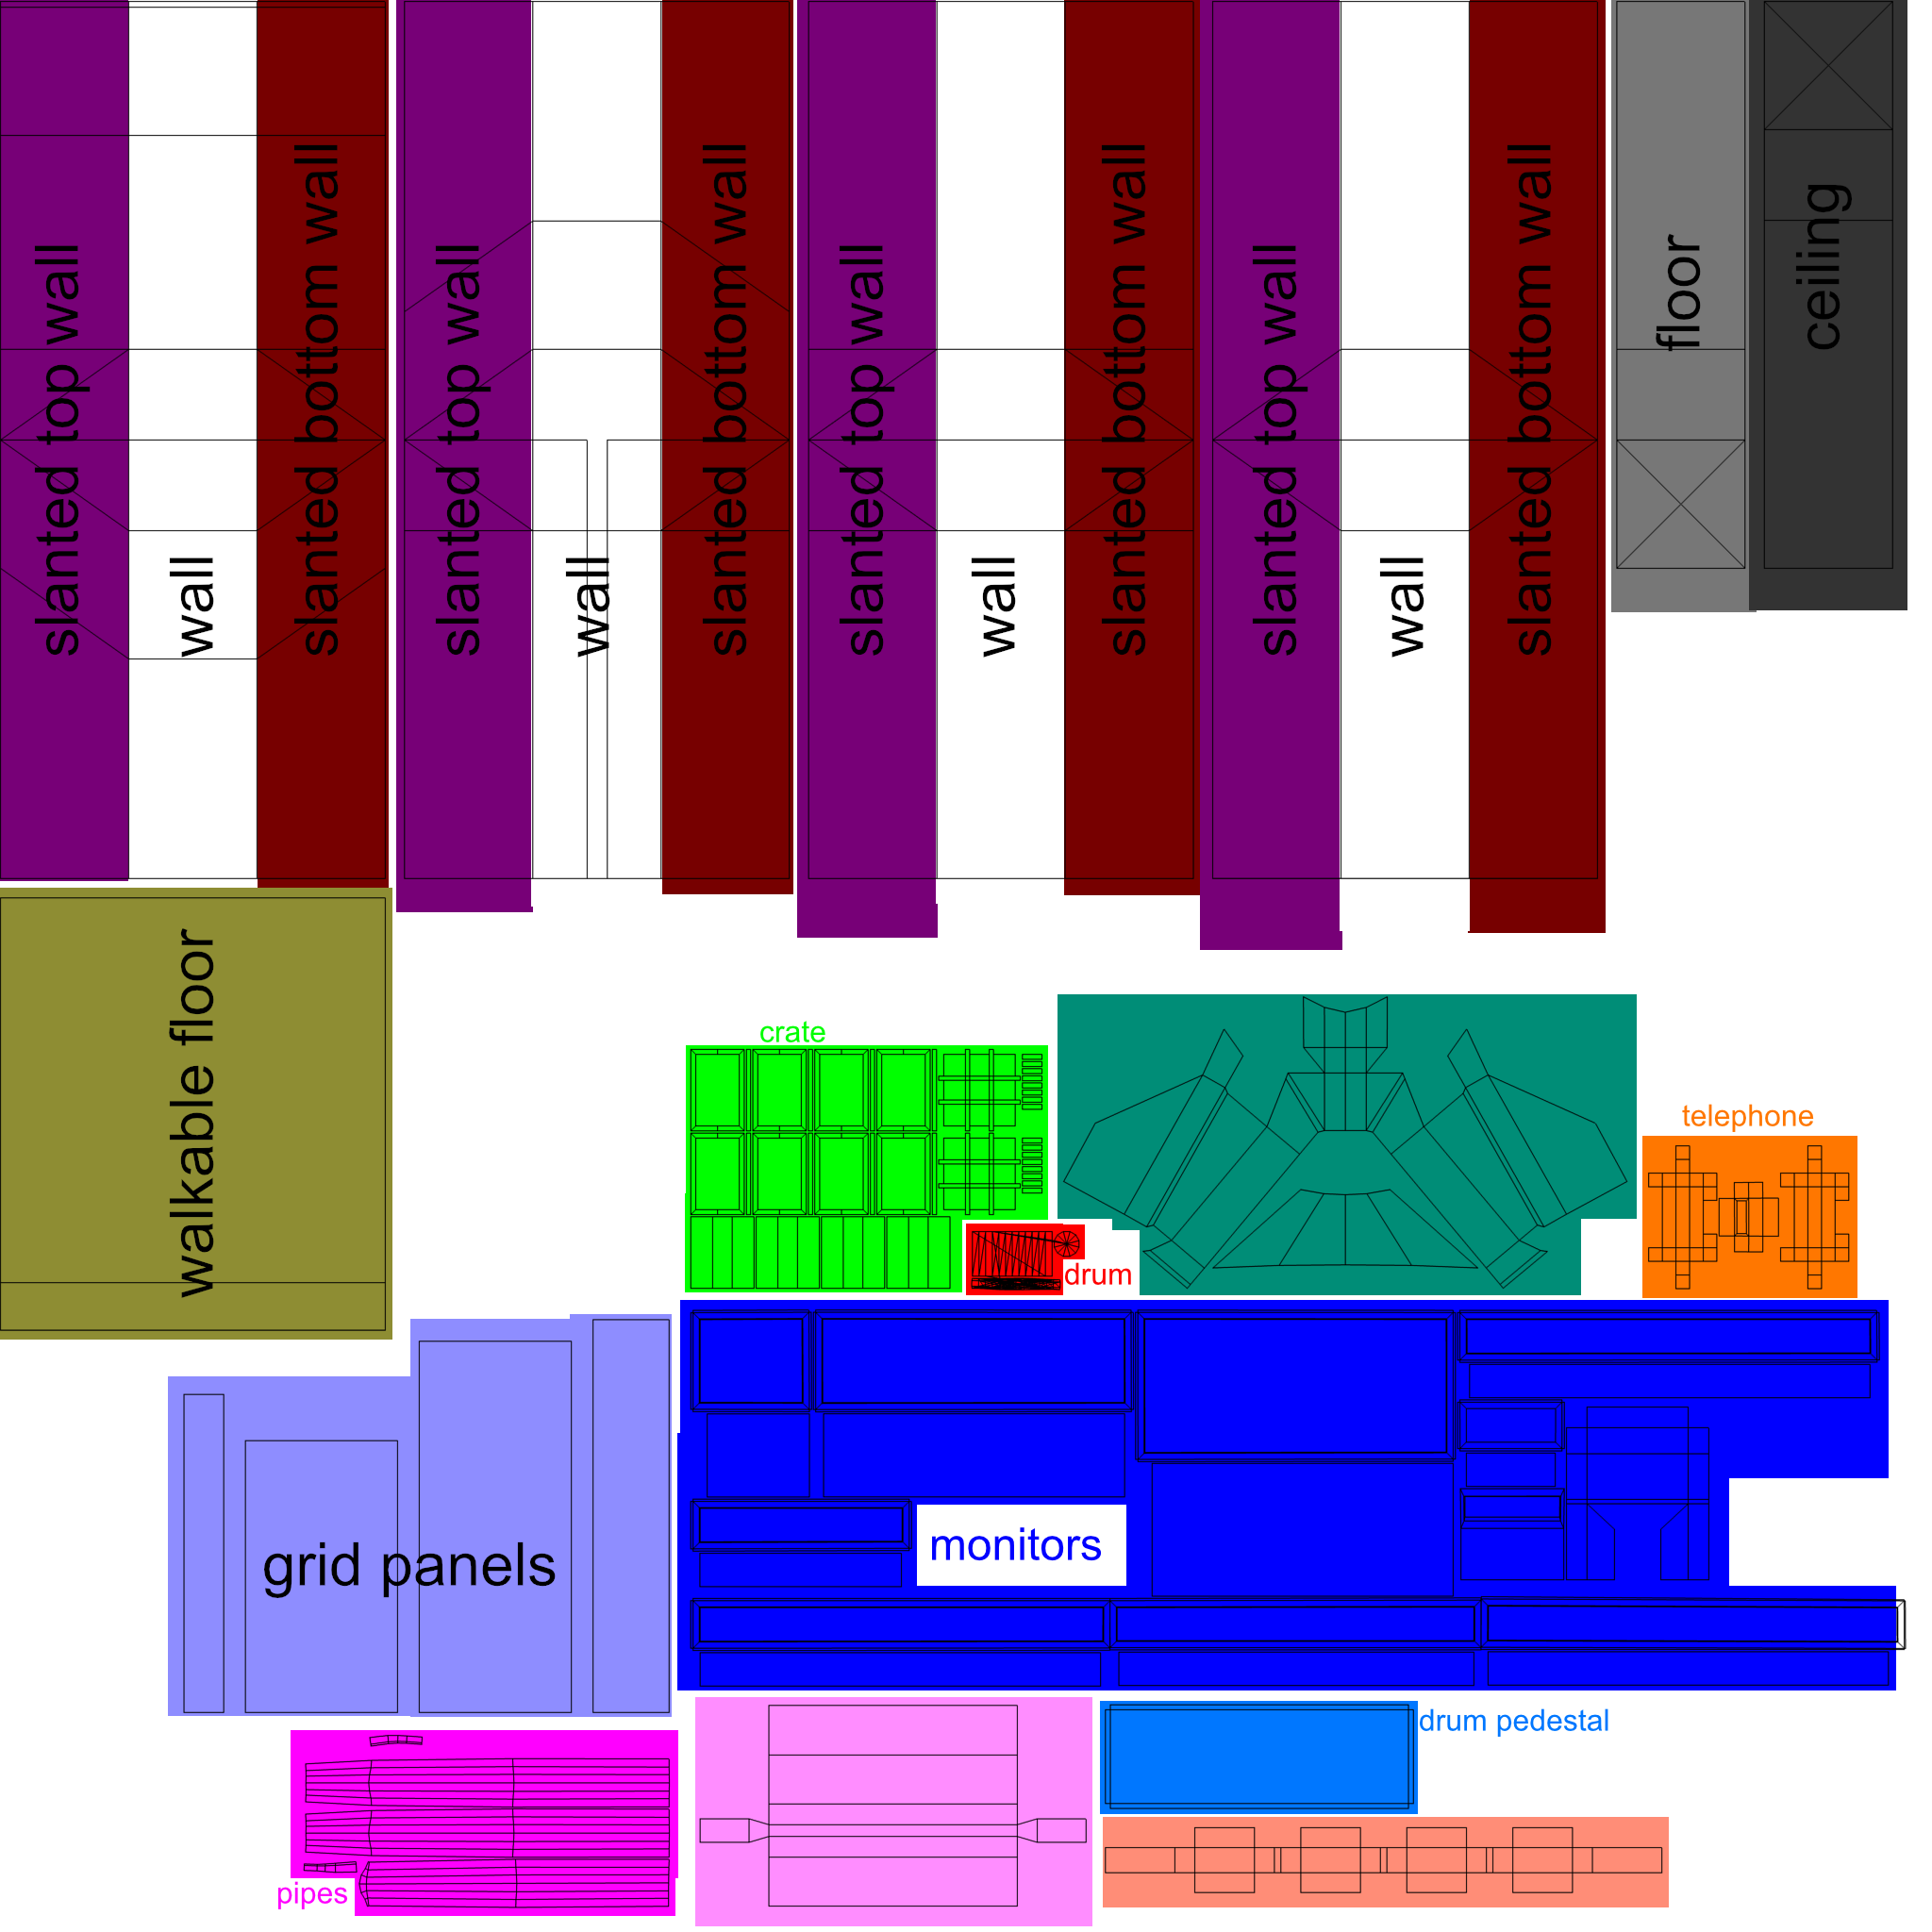 slanted top wall
wall
slanted bottom wall
slanted top wall
wall
slanted bottom wall
slanted top wall
wall
slanted bottom wall
slanted top wall
wall
slanted bottom wall
floor
ceiling
walkable floor
crate
telephone
drum
grid panels
monitors
drum pedestal
pipes